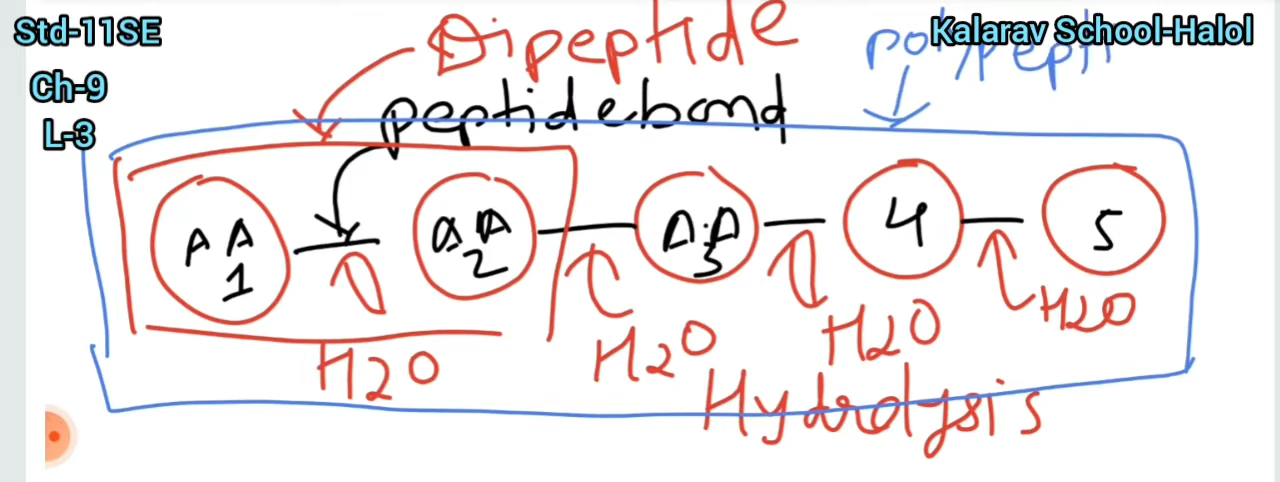 Std-11SE
Kalarav School-Halol
Ch-9
L-3
Dipeptide
polypepti
peptidebond
AA
1
AA
2
A.A
3
4
5
H2O
H2O
H2O
H2O
Hydrolysis